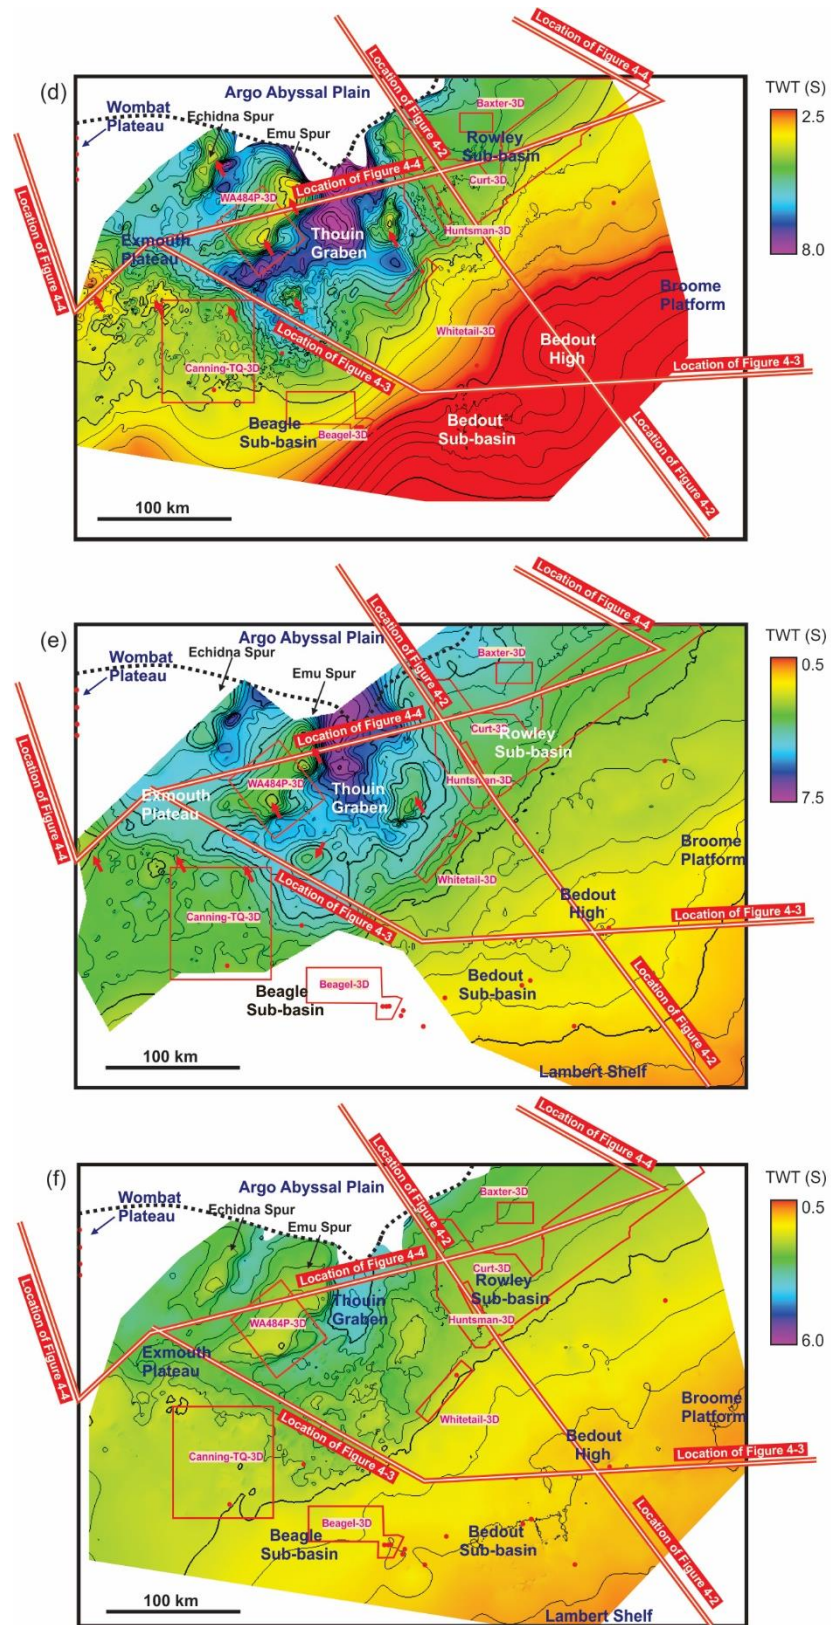 (d)
Argo Abyssal Plain
Wombat
Plateau
Echidna Spur
Emu Spur
Location of Figure 4-2
Location of Figure 4-4
Baxter-3D
Rowley
Sub-basin
TWT (S)
2.5
8.0
WA484P-3D
Location of Figure 4-4
Curt-3D
Location of Figure 4-4
Exmouth
Plateau
Thouin
Graben
Huntsman-3D
Broome
Platform
Whitetail-3D
Bedout
High
Canning-TQ-3D
Location of Figure 4-3
Location of Figure 4-3
Beagle
Sub-basin
Beagel-3D
Bedout
Sub-basin
Location of Figure 4-2
100 km
(e)
Argo Abyssal Plain
Wombat
Plateau
Echidna Spur
Emu Spur
Location of Figure 4-2
Location of Figure 4-4
Baxter-3D
TWT (S)
0.5
7.5
Location of Figure 4-4
Curt-3D
Rowley
Sub-basin
Location of Figure 4-4
WA484P-3D
Thouin
Graben
Huntsman-3D
Exmouth
Plateau
Broome
Platform
Whitetail-3D
Bedout
High
Canning-TQ-3D
Location of Figure 4-3
Location of Figure 4-3
Beagle
Sub-basin
Beagel-3D
Bedout
Sub-basin
Location of Figure 4-2
100 km
Lambert Shelf
(f)
Argo Abyssal Plain
Wombat
Plateau
Echidna Spur
Emu Spur
Location of Figure 4-2
Location of Figure 4-4
Baxter-3D
TWT (S)
0.5
6.0
Location of Figure 4-4
Curt-3D
Rowley
Sub-basin
Location of Figure 4-4
Thouin
Graben
WA484P-3D
Huntsman-3D
Exmouth
Plateau
Broome
Platform
Whitetail-3D
Bedout
High
Canning-TQ-3D
Location of Figure 4-3
Location of Figure 4-3
Beagle
Sub-basin
Beagel-3D
Bedout
Sub-basin
Location of Figure 4-2
100 km
Lambert Shelf